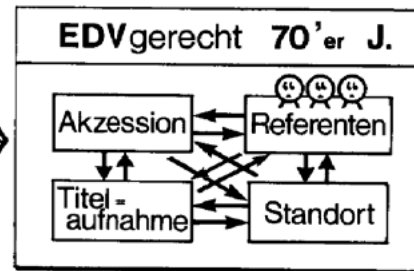 EDVgerecht 70'er J.
Akzession Referenten
Titel=
aufnahme Standort